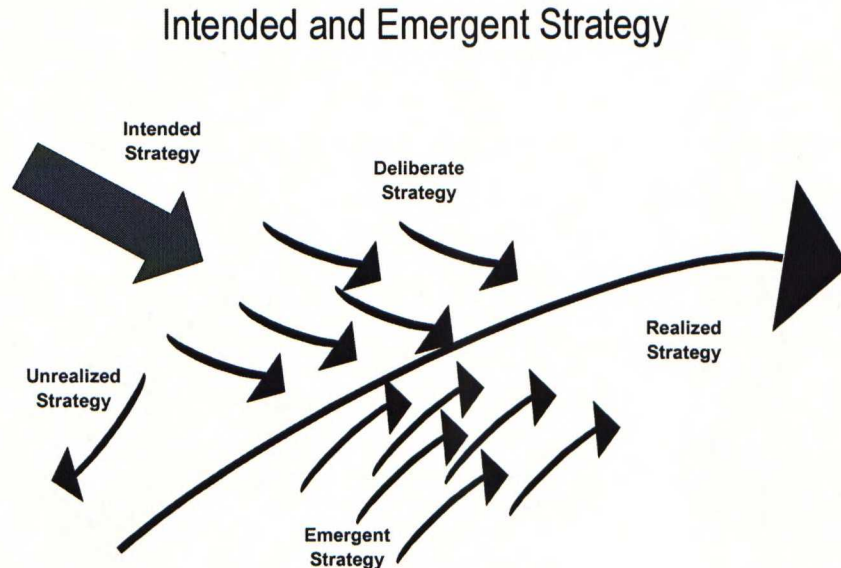 Intended and Emergent Strategy
Intended
Strategy
Deliberate
Strategy
Realized
Strategy
Unrealized
Strategy
Emergent
Strategy